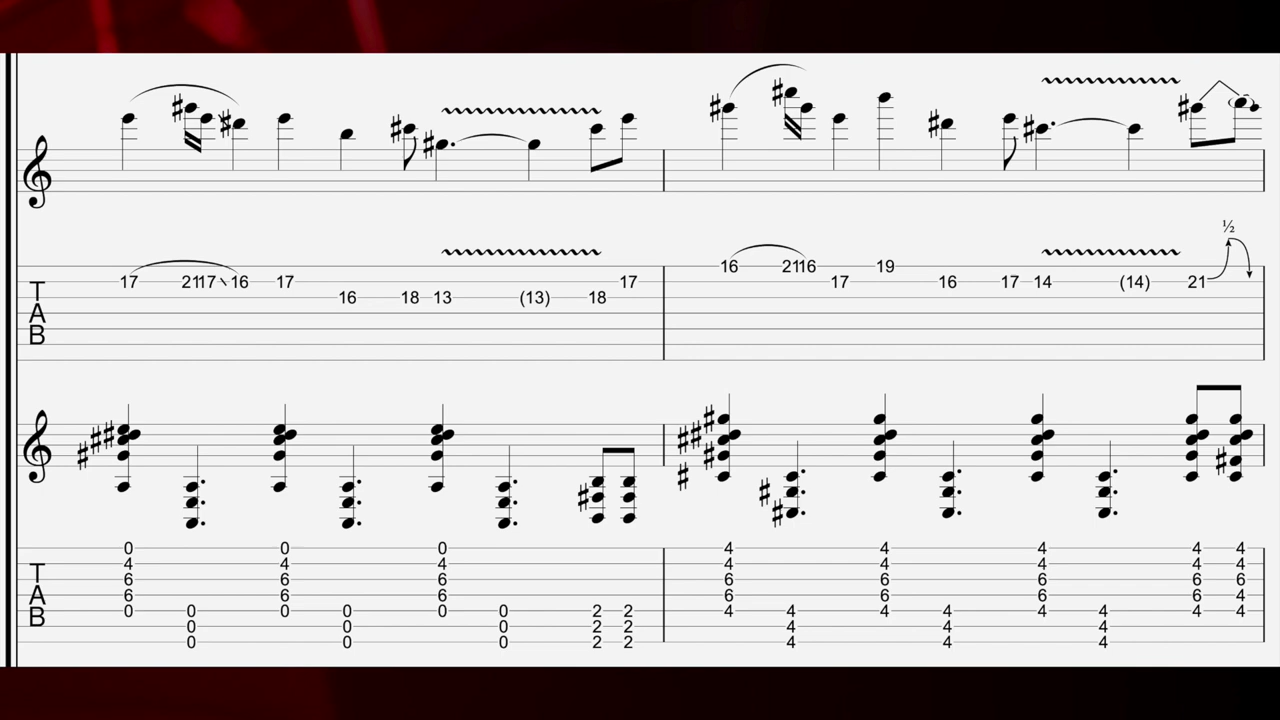 ½
16 21 16 19
17 21 17 16 17 17 17 16 17 14 (14) 21
T
16 18 13 (13) 18
A
B
0 0 0 4 4 4 4 4
4 4 4 4 4 4 4 4
T
6 6 6 6 6 6 6 6
A
6 6 6 6 6 6 6 4
0 0 0 0 0 0 2 2 4 4 4 4 4 4 4 4
B
0 0 0 2 2 4 4 4
0 0 0 2 2 4 4 4